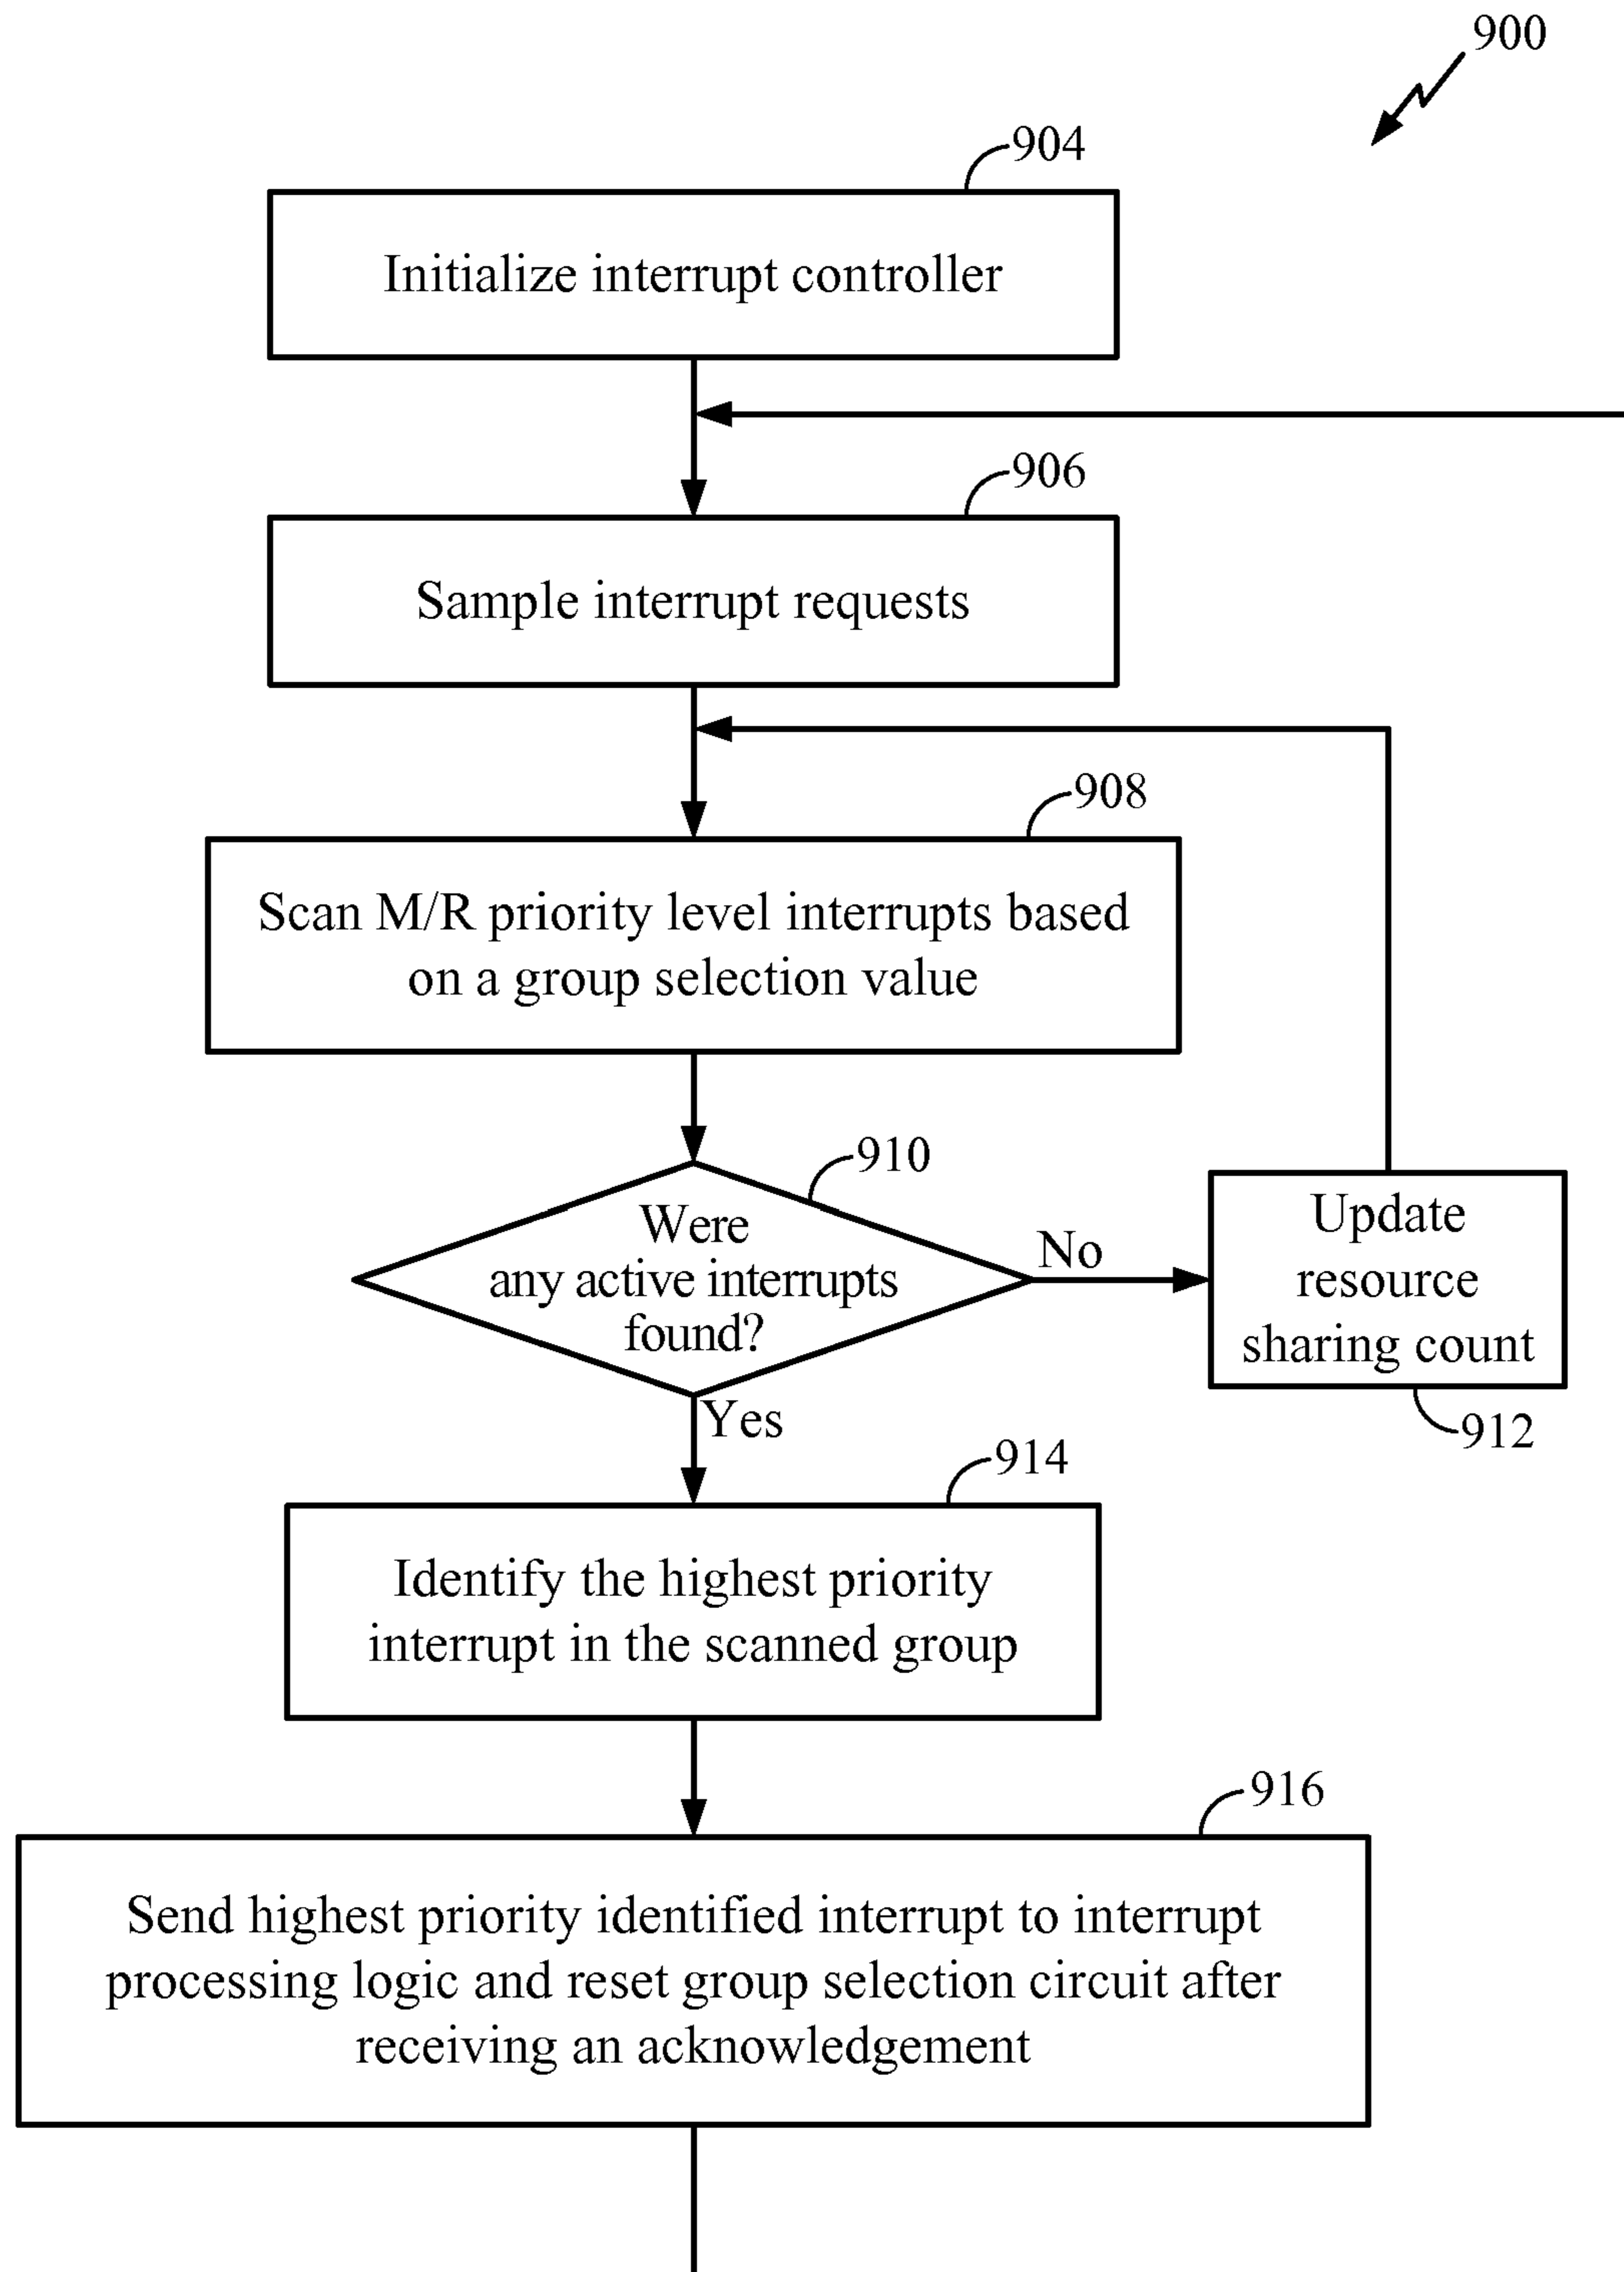 900
904
Initialize interrupt controller
906
Sample interrupt requests
908
Scan M/R priority level interrupts based
on a group selection value
910
Were
any active interrupts
found?
No
Update
resource
sharing count
912
Yes
914
Identify the highest priority
interrupt in the scanned group
916
Send highest priority identified interrupt to interrupt
processing logic and reset group selection circuit after
receiving an acknowledgement